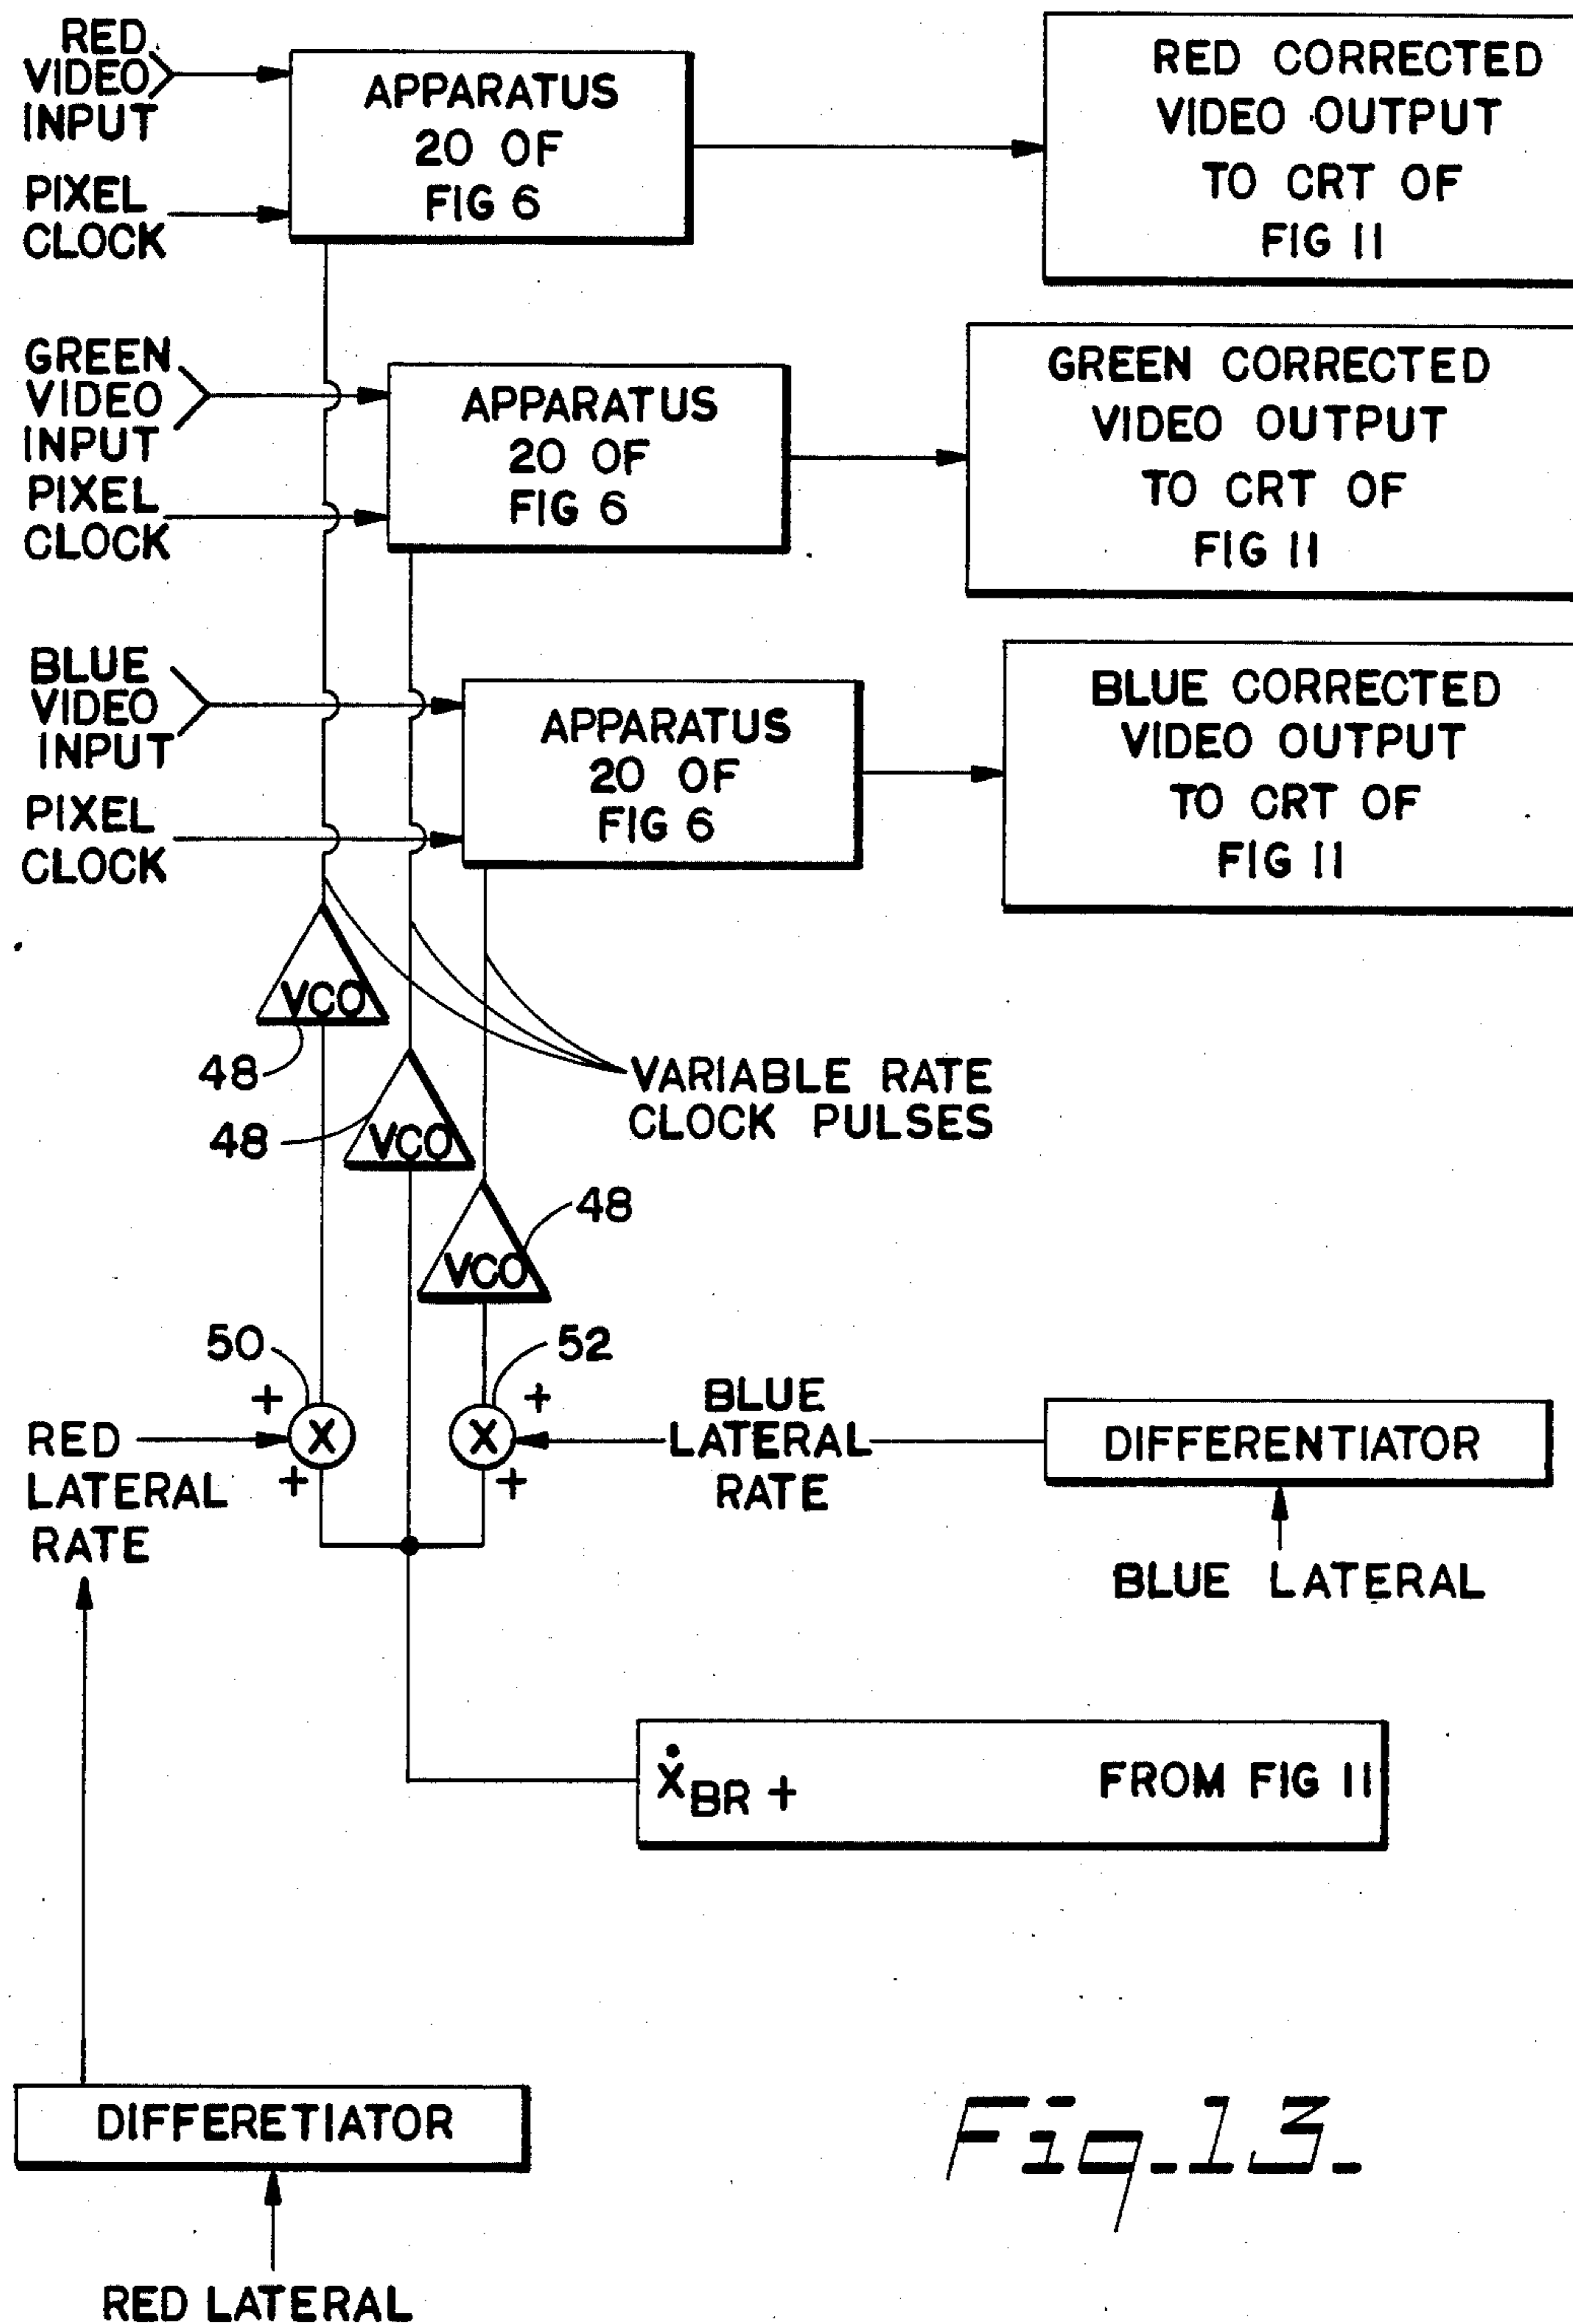 RED
VIDEO
INPUT
PIXEL
CLOCK
APPARATUS
20 OF
FIG 6
RED CORRECTED
VIDEO OUTPUT
TO CRT OF
FIG 11
GREEN
VIDEO
INPUT
PIXEL
CLOCK
APPARATUS
20 OF
FIG 6
GREEN CORRECTED
VIDEO OUTPUT
TO CRT OF
FIG 11
BLUE
VIDEO
INPUT
PIXEL
CLOCK
APPARATUS
20 OF
FIG 6
BLUE CORRECTED
VIDEO OUTPUT
TO CRT OF
FIG 11
VCO
48
VCO
48
VCO
48
VARIABLE RATE
CLOCK PULSES
50
52
+
+
X
X
+
+
RED
LATERAL
RATE
BLUE
LATERAL
RATE
DIFFERENTIATOR
BLUE LATERAL
ẊBR + FROM FIG 11
DIFFERETIATOR
RED LATERAL
Fig. 13.